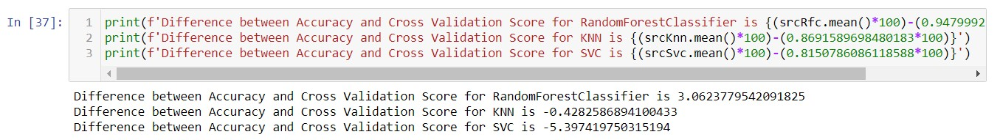 In [37]:
1 print(f'Difference between Accuracy and Cross Validation Score for RandomForestClassifier is {(srcRfc.mean()*100)-(0.9479992
2 print(f'Difference between Accuracy and Cross Validation Score for KNN is {(srcKnn.mean()*100)-(0.8691589698480183*100)}')
3 print(f'Difference between Accuracy and Cross Validation Score for SVC is {(srcSvc.mean()*100)-(0.8150786086118588*100)}')
Difference between Accuracy and Cross Validation Score for RandomForestClassifier is 3.0623779542091825
Difference between Accuracy and Cross Validation Score for KNN is -0.4282586894100433
Difference between Accuracy and Cross Validation Score for SVC is -5.397419750315194